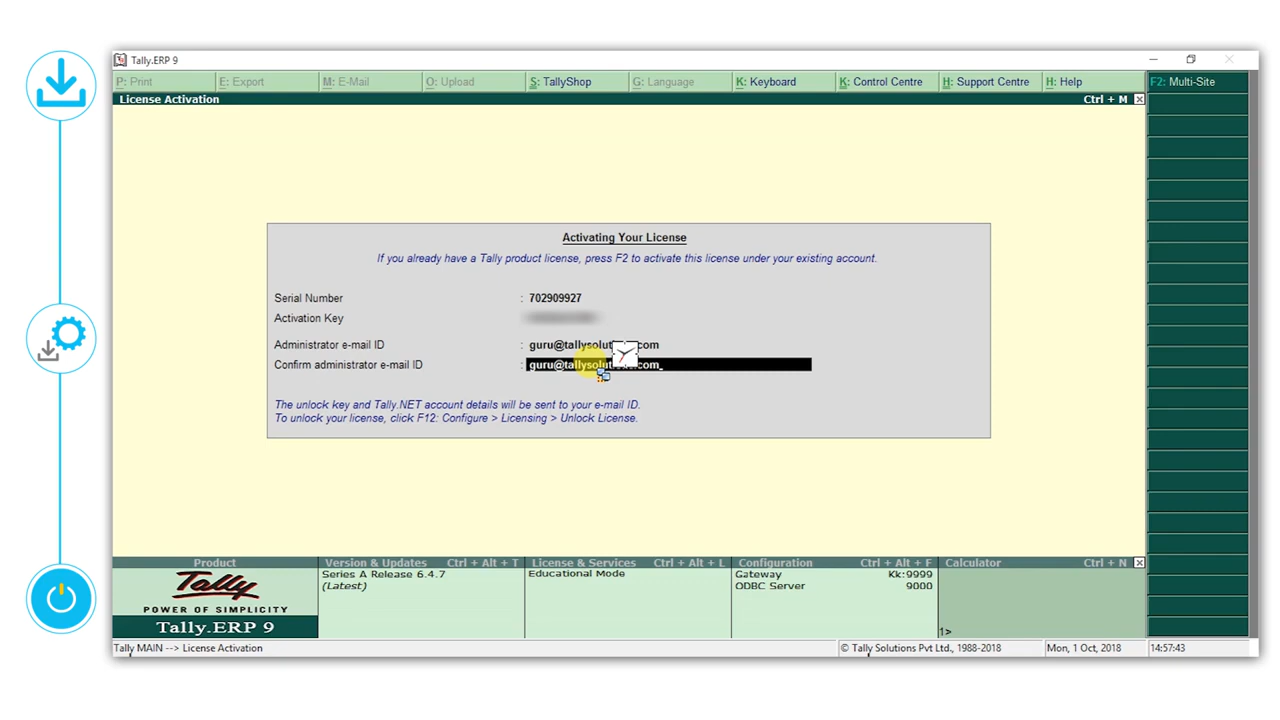 Tally.ERP 9
P: Print E: Export M: E-Mail O: Upload S: TallyShop G: Language K: Keyboard K: Control Centre H: Support Centre H: Help F2: Multi-Site
License Activation Ctrl + M
Activating Your License
If you already have a Tally product license, press F2 to activate this license under your existing account.
Serial Number : 702909927
Activation Key
Administrator e-mail ID : com
Confirm administrator e-mail ID : com
The unlock key and Tally.NET account details will be sent to your e-mail ID.
To unlock your license, click F12: Configure > Licensing > Unlock License.
Product Version & Updates Ctrl + Alt + T License & Services Ctrl + Alt + L Configuration Ctrl + Alt + F Calculator Ctrl + N
Tally
POWER OF SIMPLICITY
Tally.ERP 9
Series A Release 6.4.7
(Latest)
Educational Mode
Gateway Kk:9999
ODBC Server 9000
1>
Tally MAIN --> License Activation © Tally Solutions Pvt Ltd., 1988-2018 Mon, 1 Oct, 2018 14:57:43